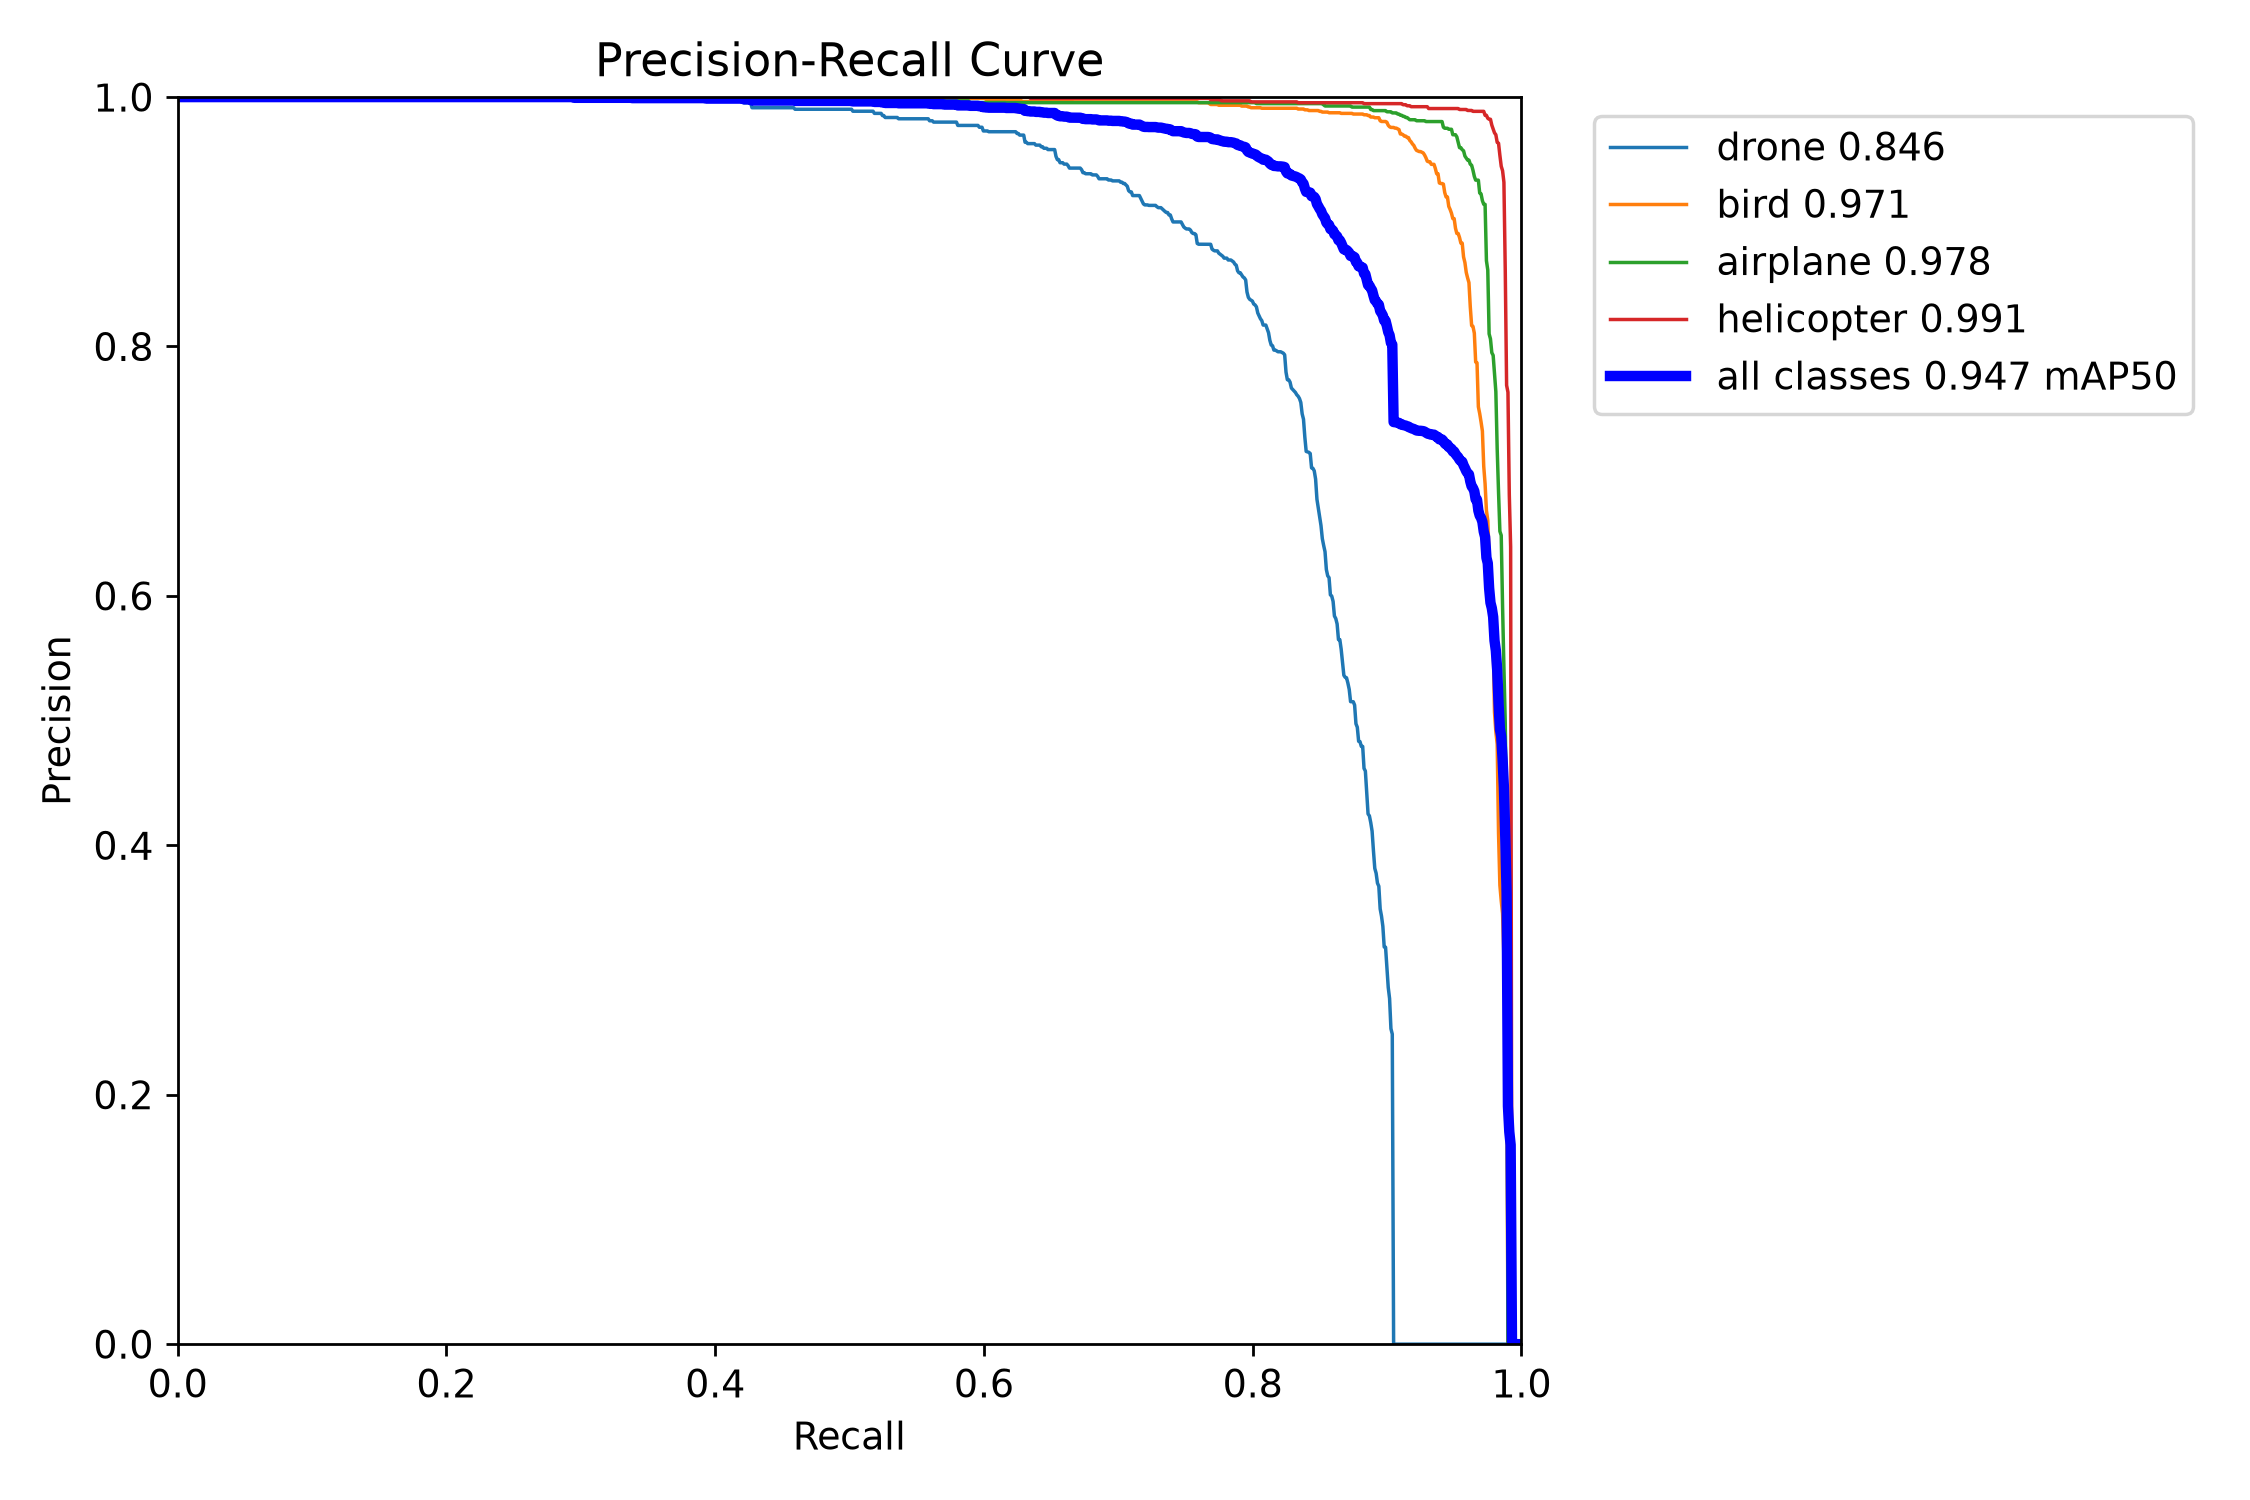 Precision-Recall Curve
1.0
0.8
0.6
0.4
0.2
0.0
Precision
0.0 0.2 0.4 0.6 0.8 1.0
Recall
drone 0.846
bird 0.971
airplane 0.978
helicopter 0.991
all classes 0.947 mAP50